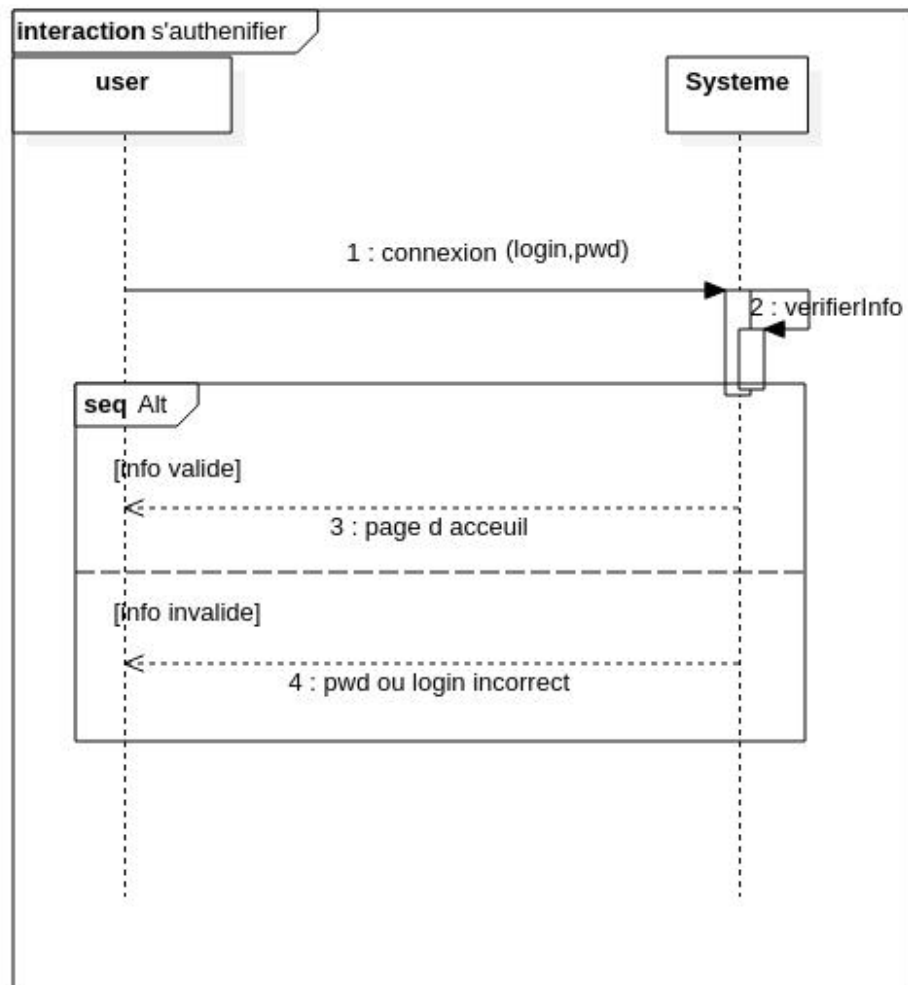 interaction s'authenifier
user
Systeme
1 : connexion (login,pwd)
2 : verifierInfo
seq Alt
[info valide]
3 : page d acceuil
[info invalide]
4 : pwd ou login incorrect